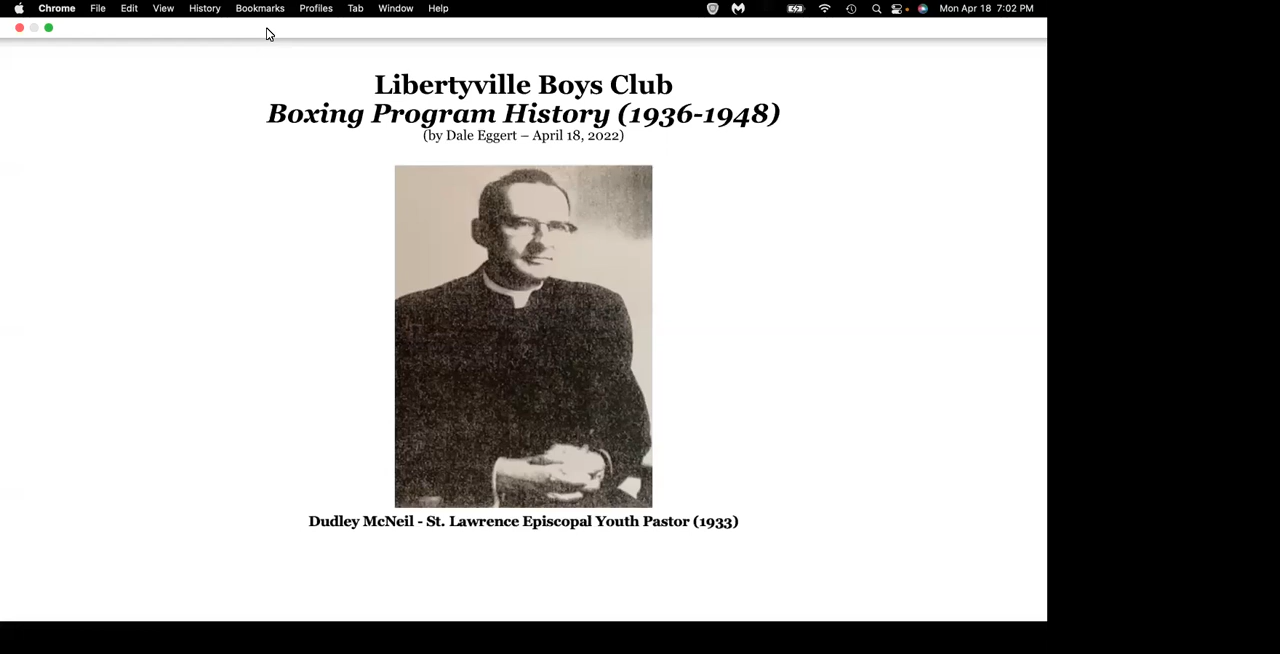 Chrome File Edit View History Bookmarks Profiles Tab Window Help Mon Apr 18 7:02 PM
Libertyville Boys Club
Boxing Program History (1936-1948)
(by Dale Eggert – April 18, 2022)
Dudley McNeil - St. Lawrence Episcopal Youth Pastor (1933)